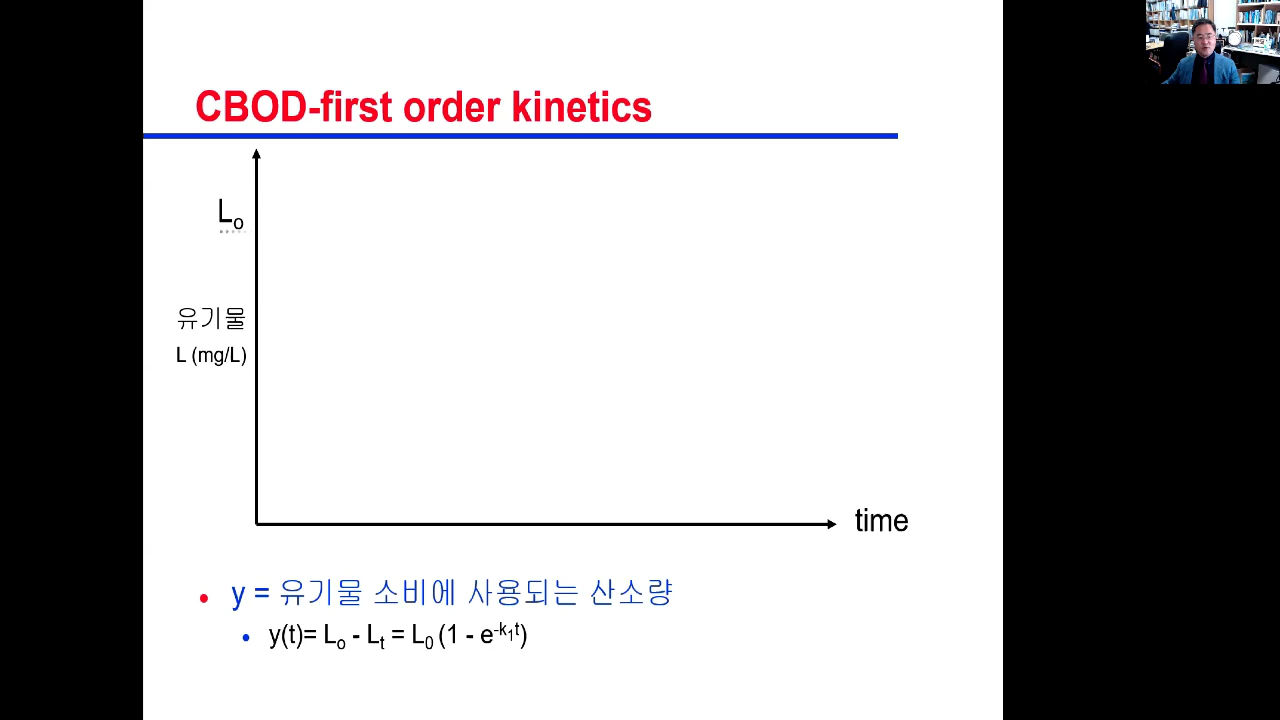 CBOD-first order kinetics
Lo
유기물
L (mg/L)
time
• y = 유기물 소비에 사용되는 산소량
• y(t)= Lo - Lt = L0 (1 - e-k1t)